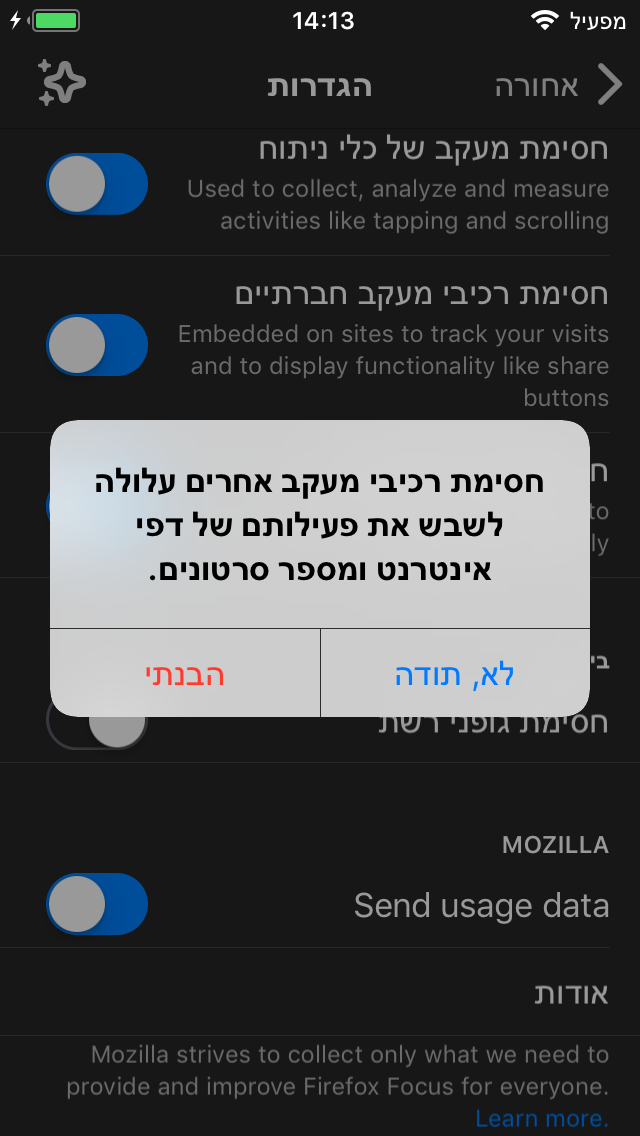 14:13
מפעיל
אחורה
הגדרות
חסימת מעקב של כלי ניתוח
Used to collect, analyze and measure
activities like tapping and scrolling
חסימת רכיבי מעקב חברתיים
Embedded on sites to track your visits
and to display functionality like share
buttons
חסימת רכיבי מעקב אחרים עלולה
לשבש את פעילותם של דפי
אינטרנט ומספר סרטונים.
לא, תודה
הבנתי
חסימת גופני רשת
MOZILLA
Send usage data
אודות
Mozilla strives to collect only what we need to
provide and improve Firefox Focus for everyone.
Learn more.